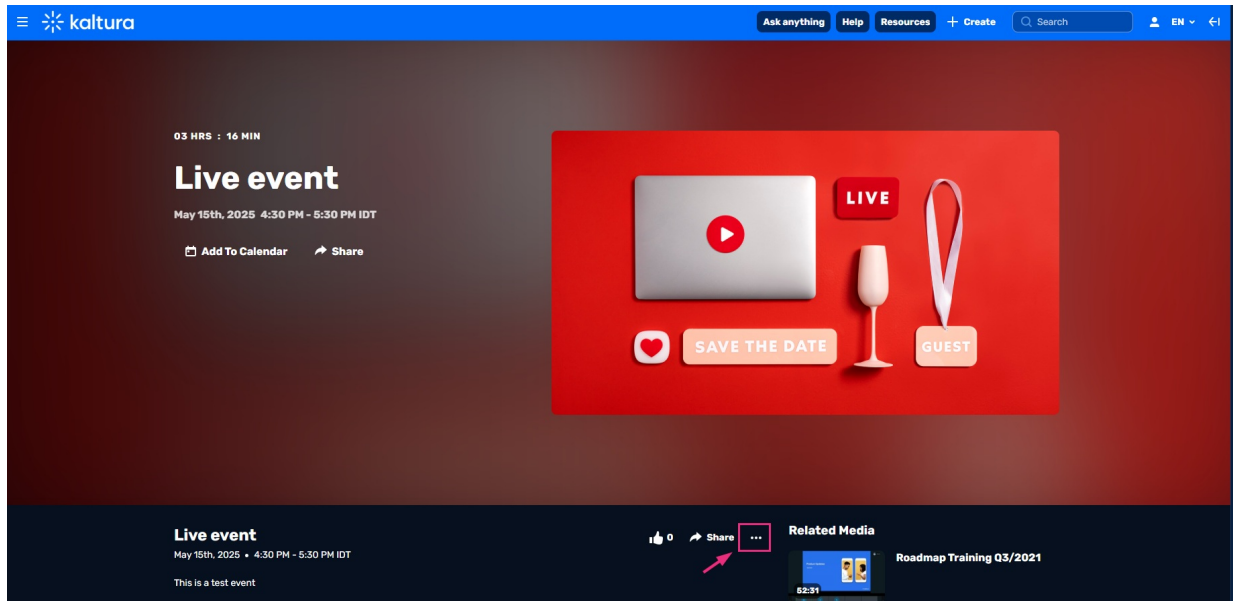 kaltura
Ask anything
Help
Resources
+ Create
Search
EN
03 HRS : 16 MIN
Live event
May 15th, 2025 4:30 PM - 5:30 PM IDT
Add To Calendar
Share
LIVE
SAVE THE DATE
GUEST
Live event
May 15th, 2025 • 4:30 PM - 5:30 PM IDT
This is a test event
0
Share
...
Related Media
Roadmap Training Q3/2021
52:31